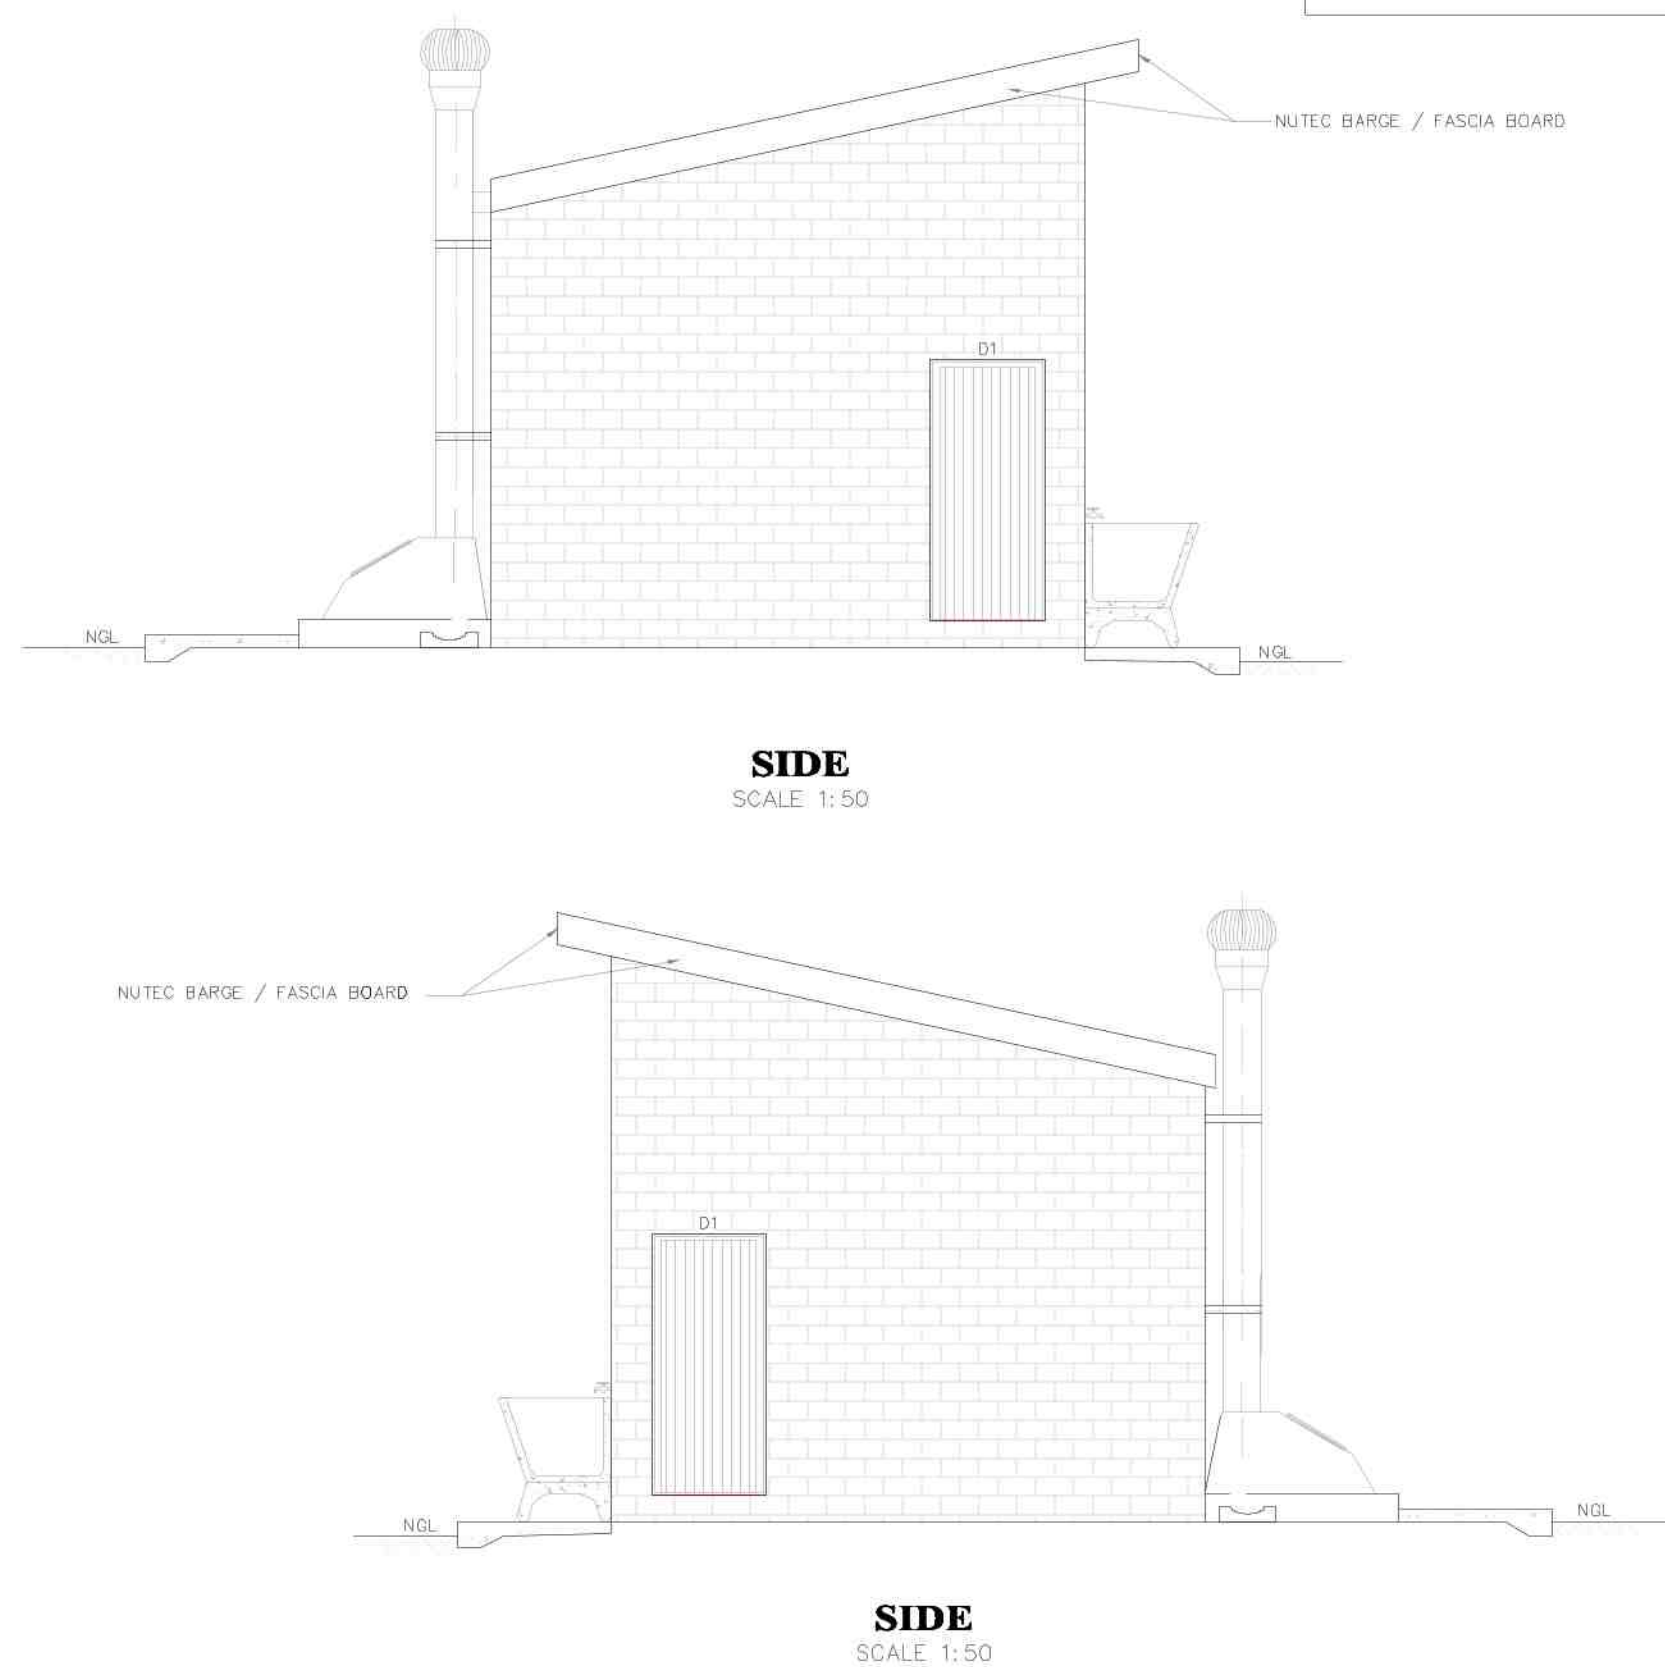 NUTEC BARGE / FASCIA BOARD
D1
NGL
NGL
SIDE
SCALE 1:50
NUTEC BARGE / FASCIA BOARD
D1
NGL
NGL
SIDE
SCALE 1:50